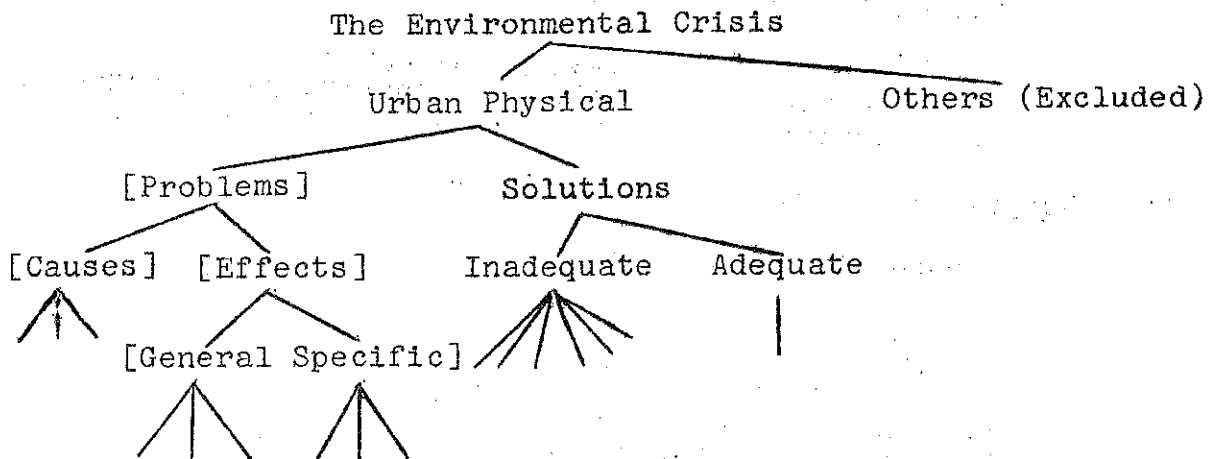 The Environmental Crisis
Urban Physical Others (Excluded)
[Problems] Solutions
[Causes] [Effects] Inadequate Adequate
[General Specific]